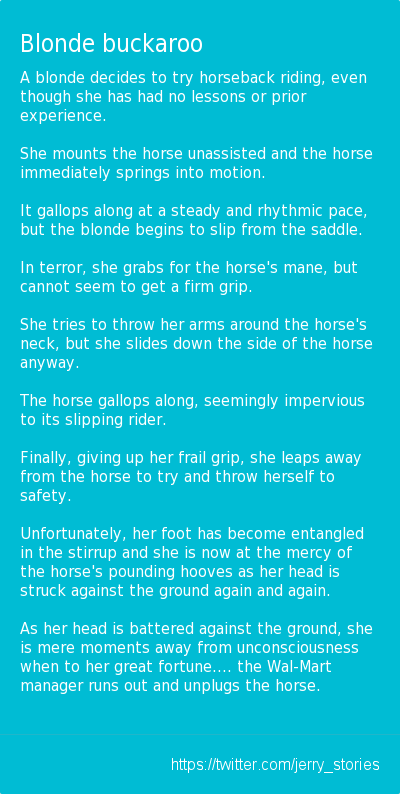 Blonde buckaroo
A blonde decides to try horseback riding, even
though she has had no lessons or prior
experience.
She mounts the horse unassisted and the horse
immediately springs into motion.
It gallops along at a steady and rhythmic pace,
but the blonde begins to slip from the saddle.
In terror, she grabs for the horse's mane, but
cannot seem to get a firm grip.
She tries to throw her arms around the horse's
neck, but she slides down the side of the horse
anyway.
The horse gallops along, seemingly impervious
to its slipping rider.
Finally, giving up her frail grip, she leaps away
from the horse to try and throw herself to
safety.
Unfortunately, her foot has become entangled
in the stirrup and she is now at the mercy of
the horse's pounding hooves as her head is
struck against the ground again and again.
As her head is battered against the ground, she
is mere moments away from unconsciousness
when to her great fortune.... the Wal-Mart
manager runs out and unplugs the horse.
https://twitter.com/jerry_stories